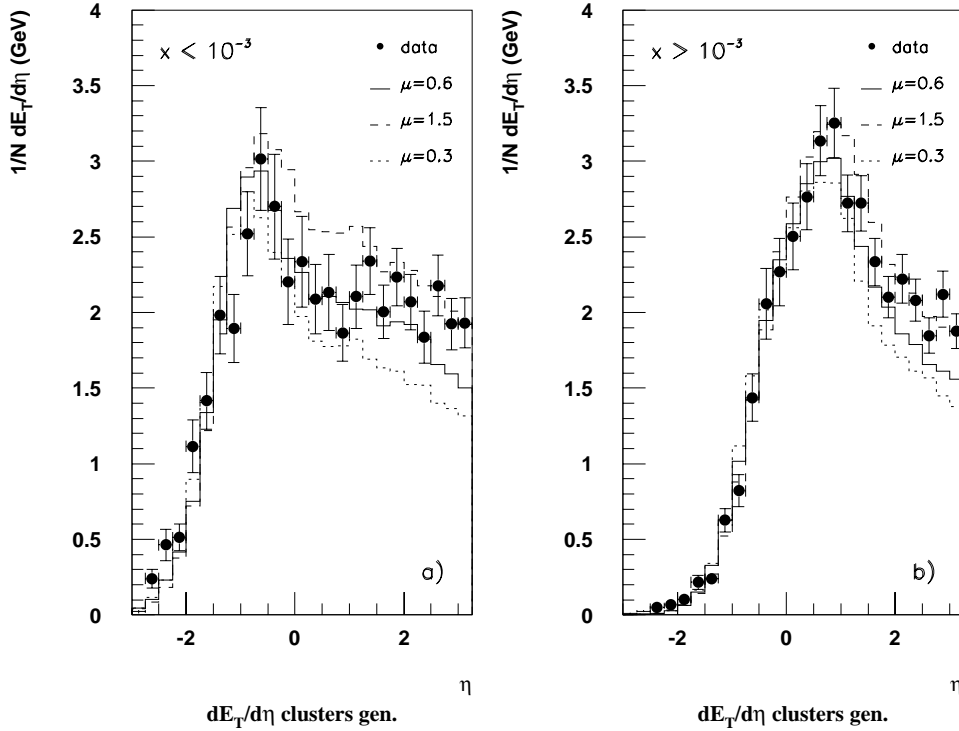 1/N dE_T/dη (GeV)
4
3.5
3
2.5
2
1.5
1
0.5
0
x < 10⁻³
data
μ=0.6
μ=1.5
μ=0.3
a)
-2
0
2
η
dE_T/dη clusters gen.
1/N dE_T/dη (GeV)
4
3.5
3
2.5
2
1.5
1
0.5
0
x > 10⁻³
data
μ=0.6
μ=1.5
μ=0.3
b)
-2
0
2
η
dE_T/dη clusters gen.